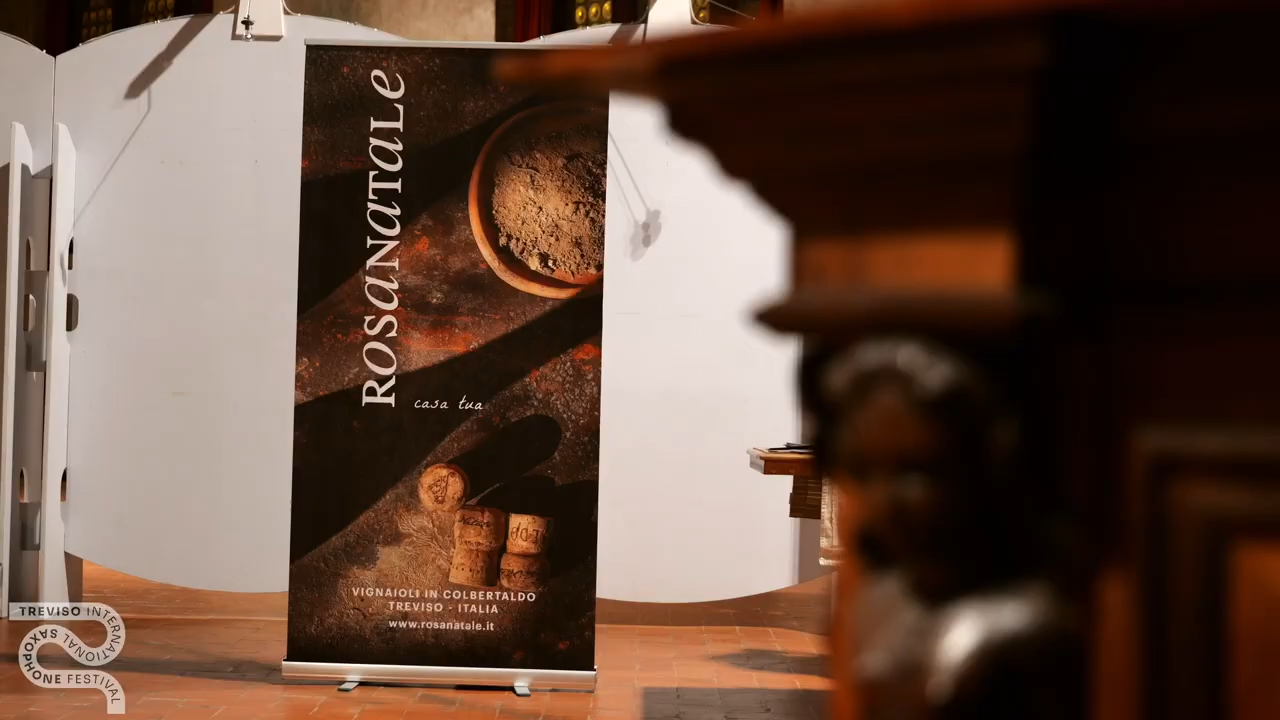 ROSANATALE
casa tua
VIGNAIOLI IN COLBERTALDO
TREVISO - ITALIA
www.rosanatale.it
TREVISO INTERNATIONAL SAXOPHONE FESTIVAL